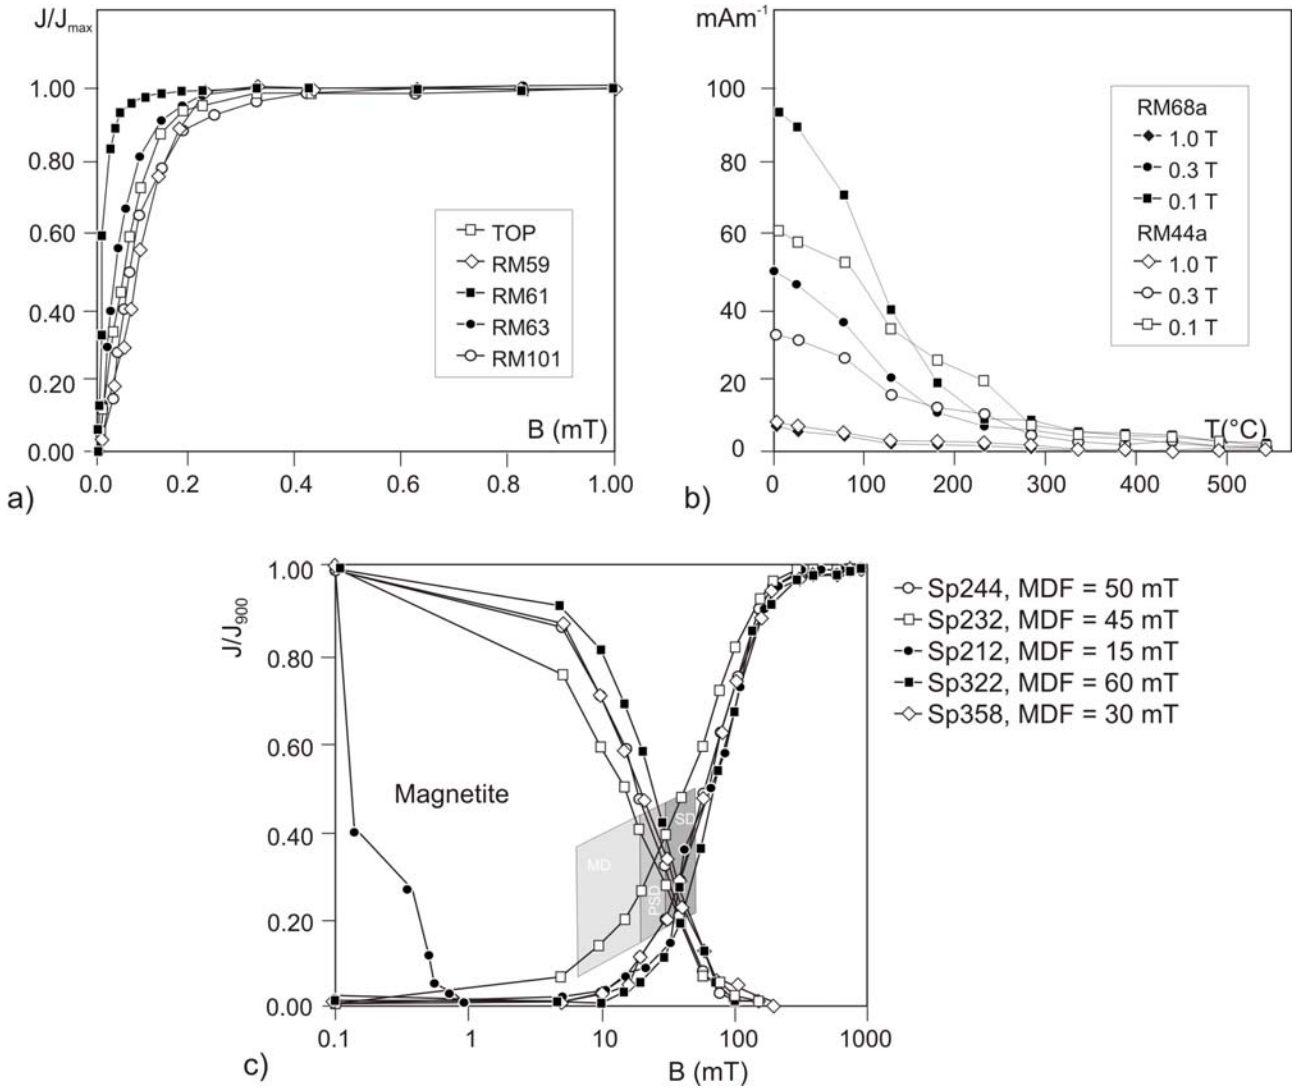 J/Jmax
1.00
0.80
0.60
0.40
0.20
0.00
0.0
0.2
0.4
0.6
0.8
1.00
B (mT)
TOP
RM59
RM61
RM63
RM101
a)
mAm-1
100
80
60
40
20
0
0
100
200
300
400
500
T(°C)
RM68a
1.0 T
0.3 T
0.1 T
RM44a
1.0 T
0.3 T
0.1 T
b)
J/J900
1.00
0.80
0.60
0.40
0.20
0.00
0.1
1
10
100
1000
B (mT)
Magnetite
MD
PSD
SD
Sp244, MDF = 50 mT
Sp232, MDF = 45 mT
Sp212, MDF = 15 mT
Sp322, MDF = 60 mT
Sp358, MDF = 30 mT
c)